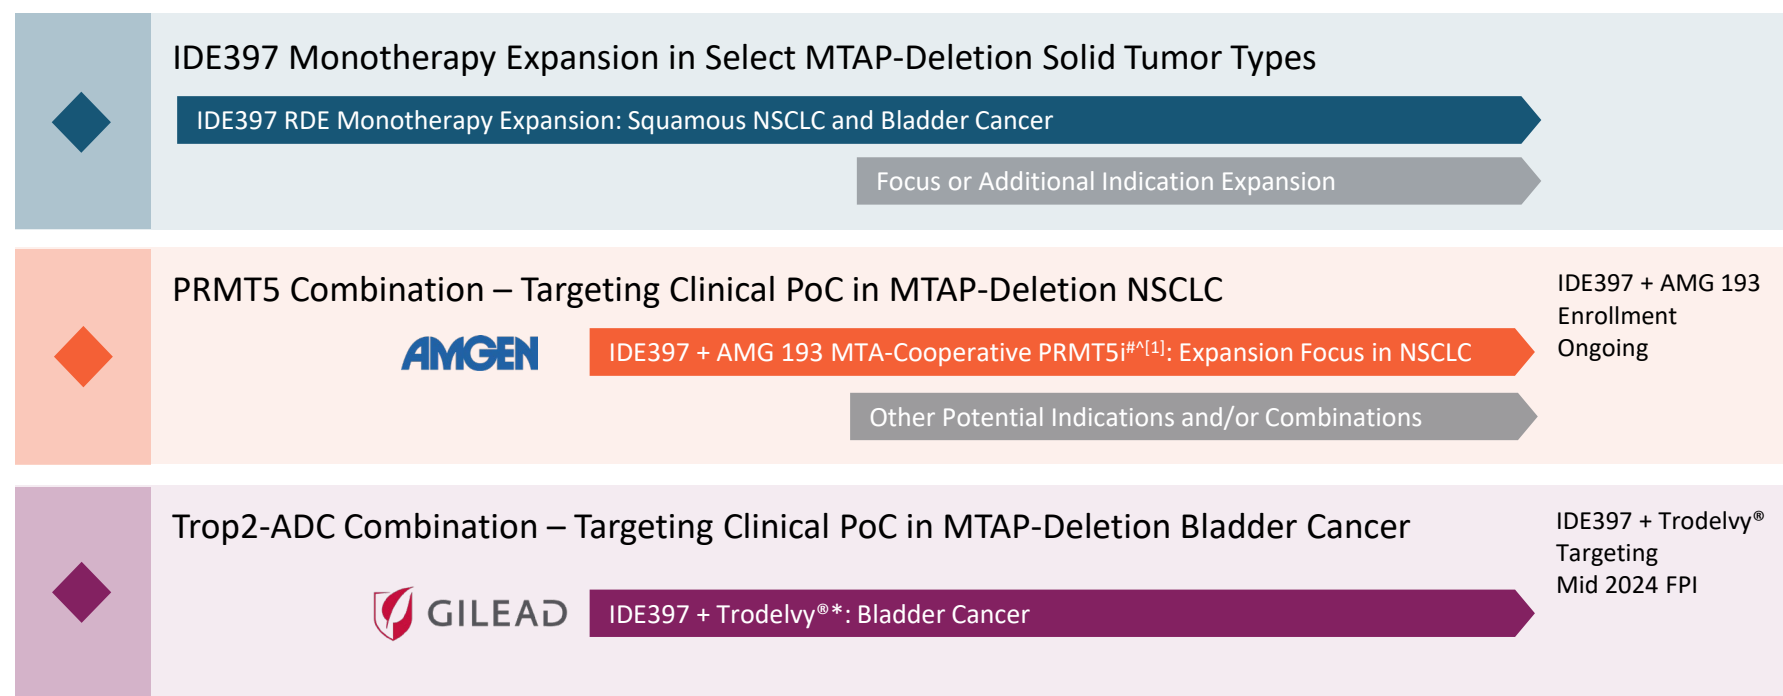 IDE397 Monotherapy Expansion in Select MTAP-Deletion Solid Tumor Types
IDE397 RDE Monotherapy Expansion: Squamous NSCLC and Bladder Cancer
Focus or Additional Indication Expansion
PRMT5 Combination – Targeting Clinical PoC in MTAP-Deletion NSCLC
AMGEN
IDE397 + AMG 193 MTA-Cooperative PRMT5i#^[1]: Expansion Focus in NSCLC
Other Potential Indications and/or Combinations
IDE397 + AMG 193
Enrollment
Ongoing
Trop2-ADC Combination – Targeting Clinical PoC in MTAP-Deletion Bladder Cancer
GILEAD
IDE397 + Trodelvy®*: Bladder Cancer
IDE397 + Trodelvy®
Targeting
Mid 2024 FPI